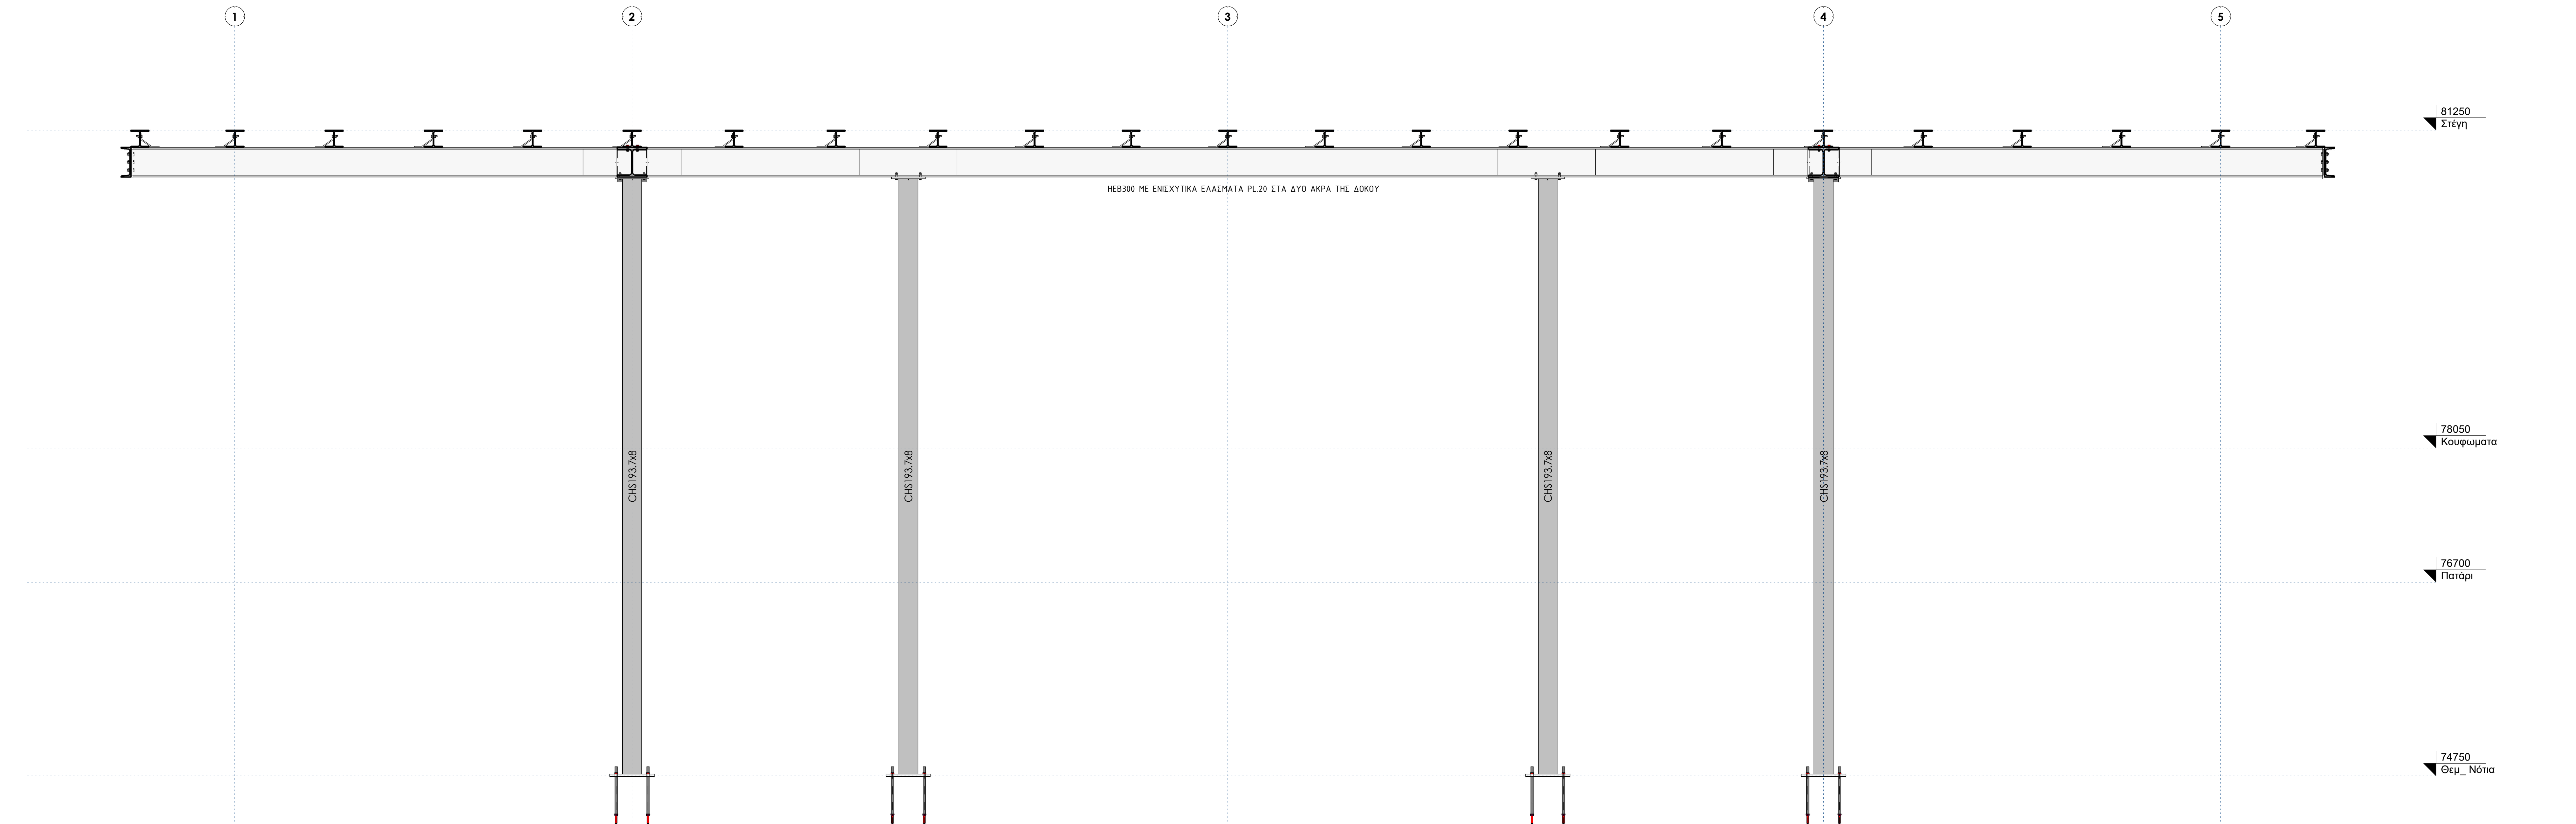 1
2
3
4
5
81250
Στέγη
HEB300 ΜΕ ΕΝΙΣΧΥΤΙΚΑ ΕΛΑΣΜΑΤΑ PL.20 ΣΤΑ ΔΥΟ ΑΚΡΑ ΤΗΣ ΔΟΚΟΥ
78050
Κουφωματα
CHS193.7x8
CHS193.7x8
CHS193.7x8
CHS193.7x8
76700
Πατάρι
74750
Θεμ_ Νότια